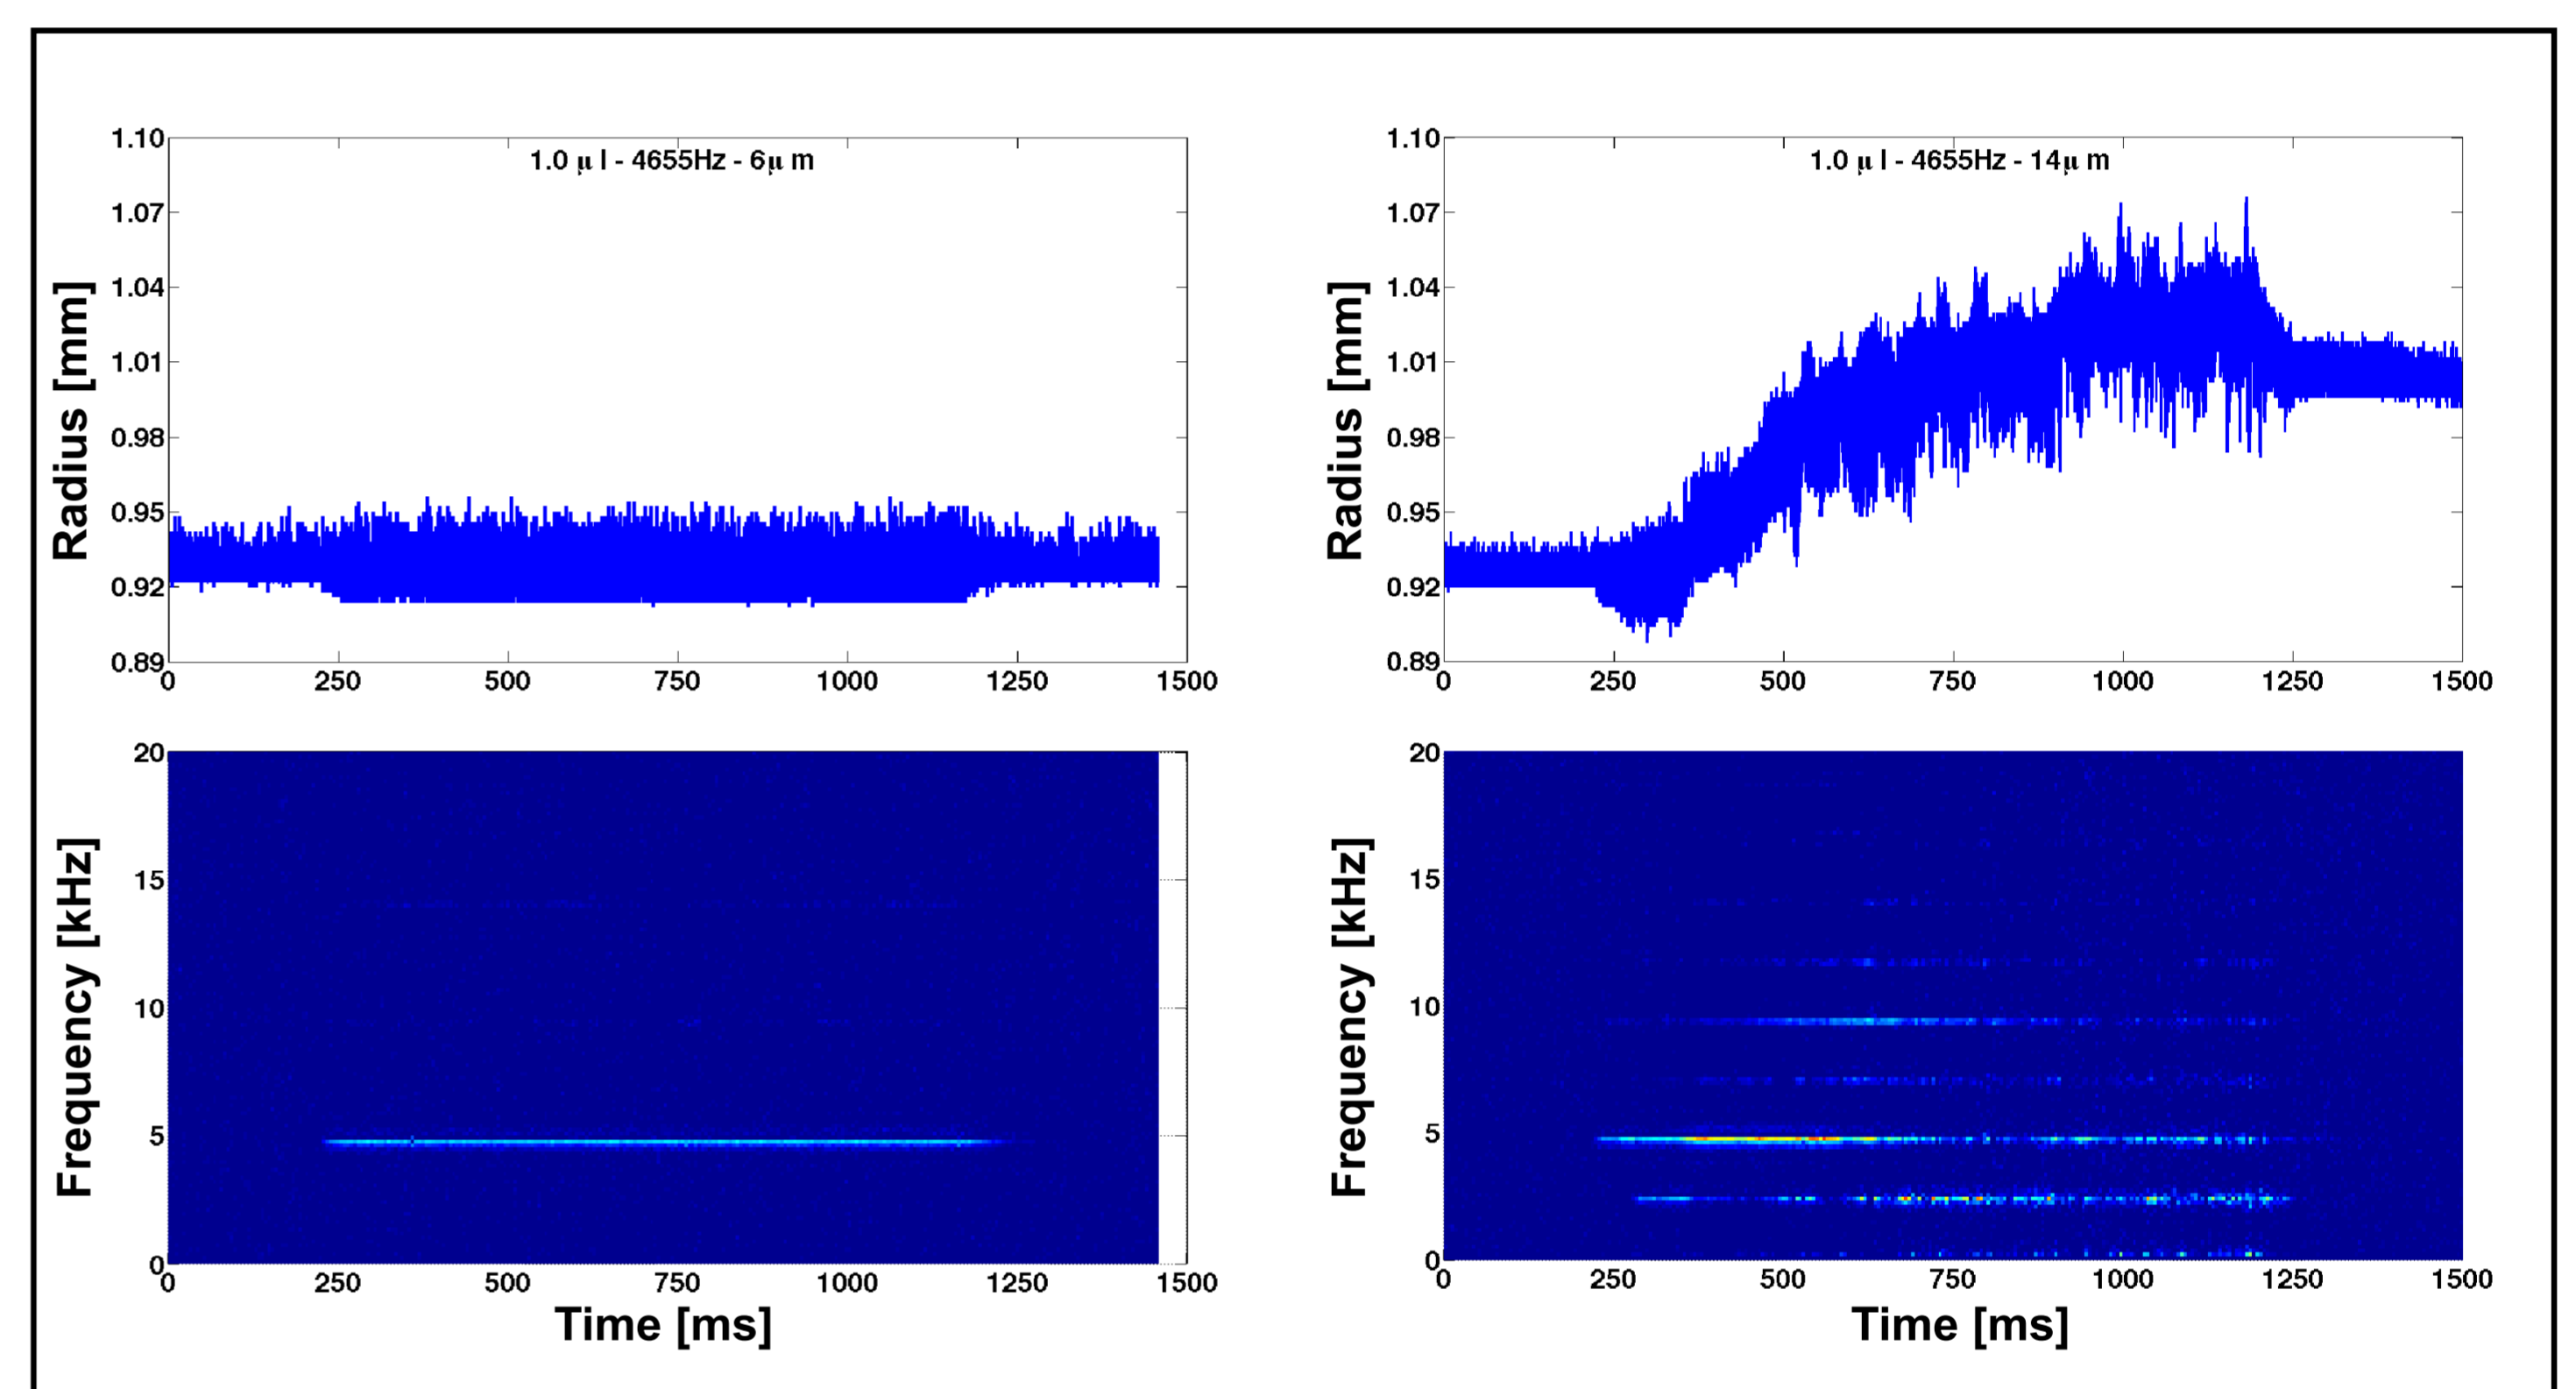 1.0 μ l - 4655Hz - 6μ m
Radius [mm]
1.10
1.07
1.04
1.01
0.98
0.95
0.92
0.89
0 250 500 750 1000 1250 1500
1.0 μ l - 4655Hz - 14μ m
Radius [mm]
1.10
1.07
1.04
1.01
0.98
0.95
0.92
0.89
0 250 500 750 1000 1250 1500
Frequency [kHz]
20
15
10
5
0
0 250 500 750 1000 1250 1500
Time [ms]
Frequency [kHz]
20
15
10
5
0
0 250 500 750 1000 1250 1500
Time [ms]